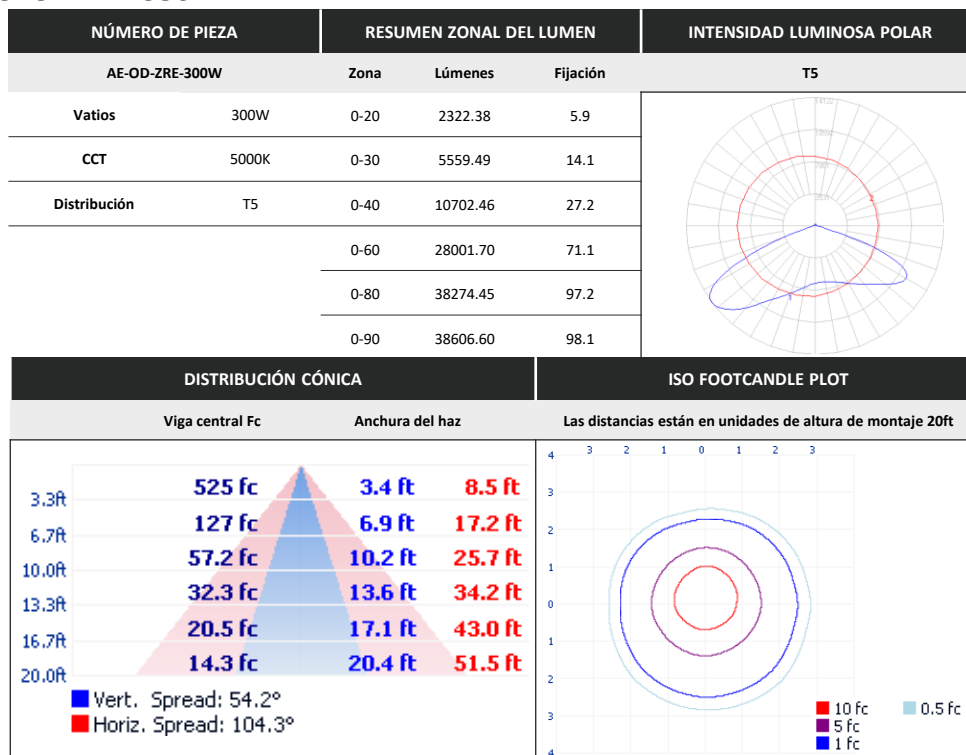 NÚMERO DE PIEZA
RESUMEN ZONAL DEL LUMEN
INTENSIDAD LUMINOSA POLAR
AE-OD-ZRE-300W
Zona Lúmenes Fijación
T5
Vatios 300W
0-20 2322.38 5.9
CCT 5000K
0-30 5559.49 14.1
Distribución T5
0-40 10702.46 27.2
0-60 28001.70 71.1
0-80 38274.45 97.2
0-90 38606.60 98.1
2
1
DISTRIBUCIÓN CÓNICA
ISO FOOTCANDLE PLOT
Viga central Fc Anchura del haz
Las distancias están en unidades de altura de montaje 20ft
3.3ft 525 fc 3.4 ft 8.5 ft
6.7ft 127 fc 6.9 ft 17.2 ft
10.0ft 57.2 fc 10.2 ft 25.7 ft
13.3ft 32.3 fc 13.6 ft 34.2 ft
16.7ft 20.5 fc 17.1 ft 43.0 ft
20.0ft 14.3 fc 20.4 ft 51.5 ft
Vert. Spread: 54.2°
Horiz. Spread: 104.3°
3 2 1 0 1 2 3
4
3
2
1
0
1
2
3
4
10 fc 0.5 fc
5 fc
1 fc